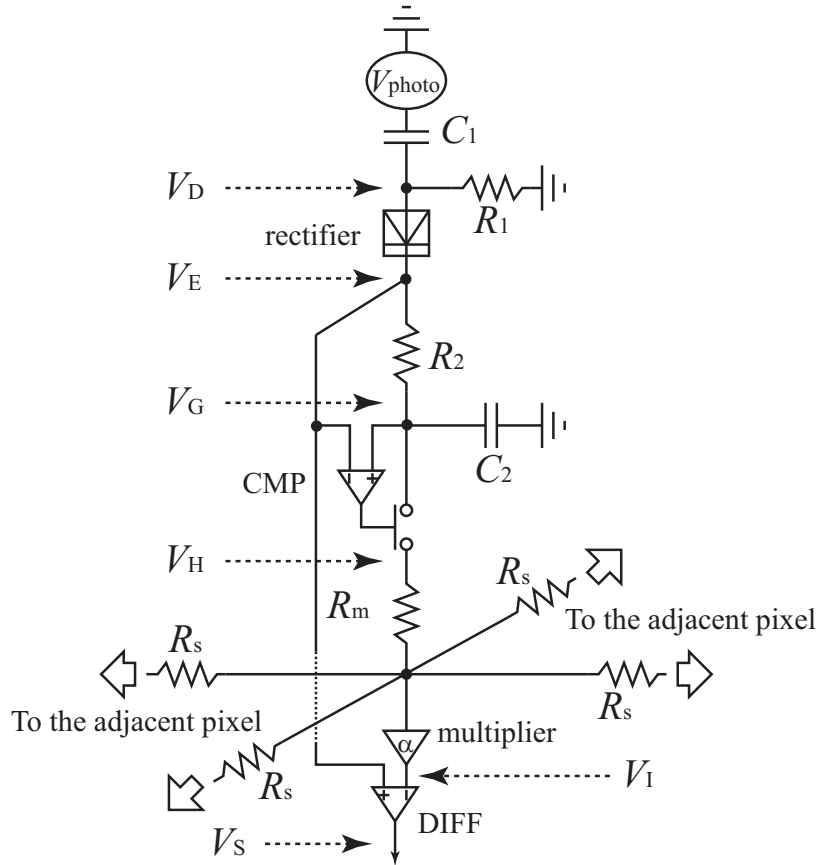 Vphoto
C1
VD
R1
rectifier
VE
R2
VG
CMP
- +
C2
VH
Rs
Rm
To the adjacent pixel
Rs
Rs
To the adjacent pixel
multiplier
α
Rs
VI
+ -
DIFF
VS